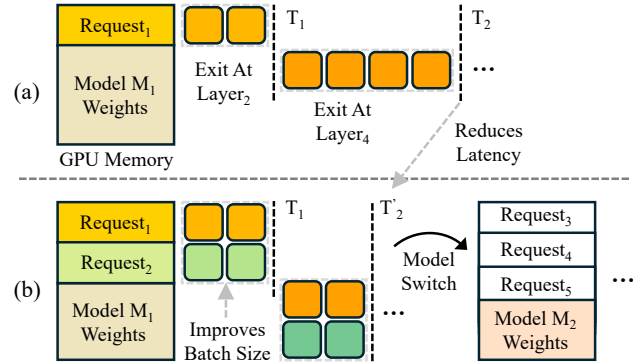 (a)
Request₁
Model M₁
Weights
GPU Memory
Exit At
Layer₂
T₁
Exit At
Layer₄
T₂
...
Reduces
Latency
(b)
Request₁
Request₂
Model M₁
Weights
Improves
Batch Size
T₁
T'₂
...
Model
Switch
Request₃
Request₄
Request₅
Model M₂
Weights
...